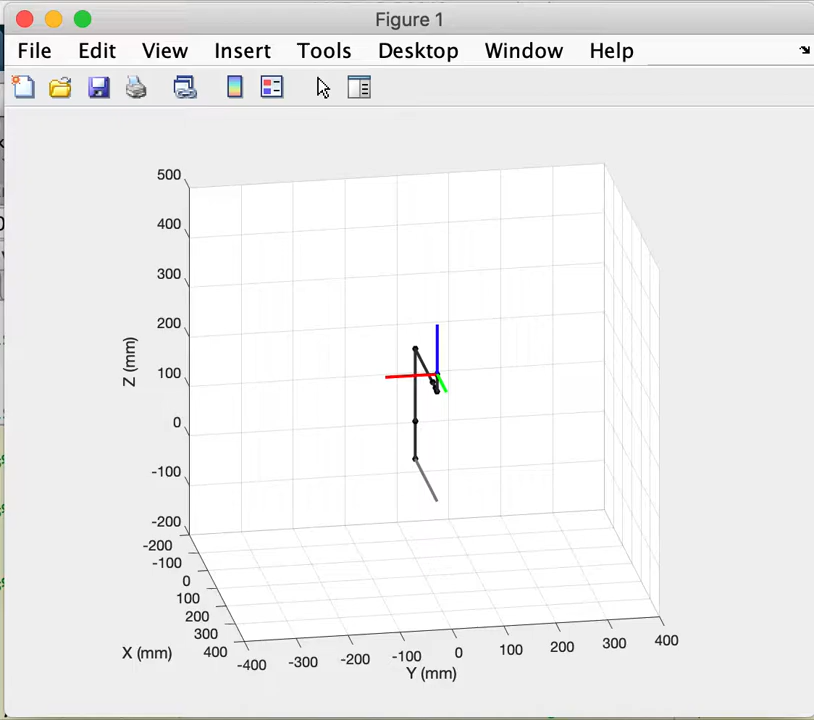 Figure 1
File Edit View Insert Tools Desktop Window Help
500
400
300
200
100
0
-100
-200
Z (mm)
-200
-100
0
100
200
300
400
X (mm)
-400 -300 -200 -100 0 100 200 300 400
Y (mm)